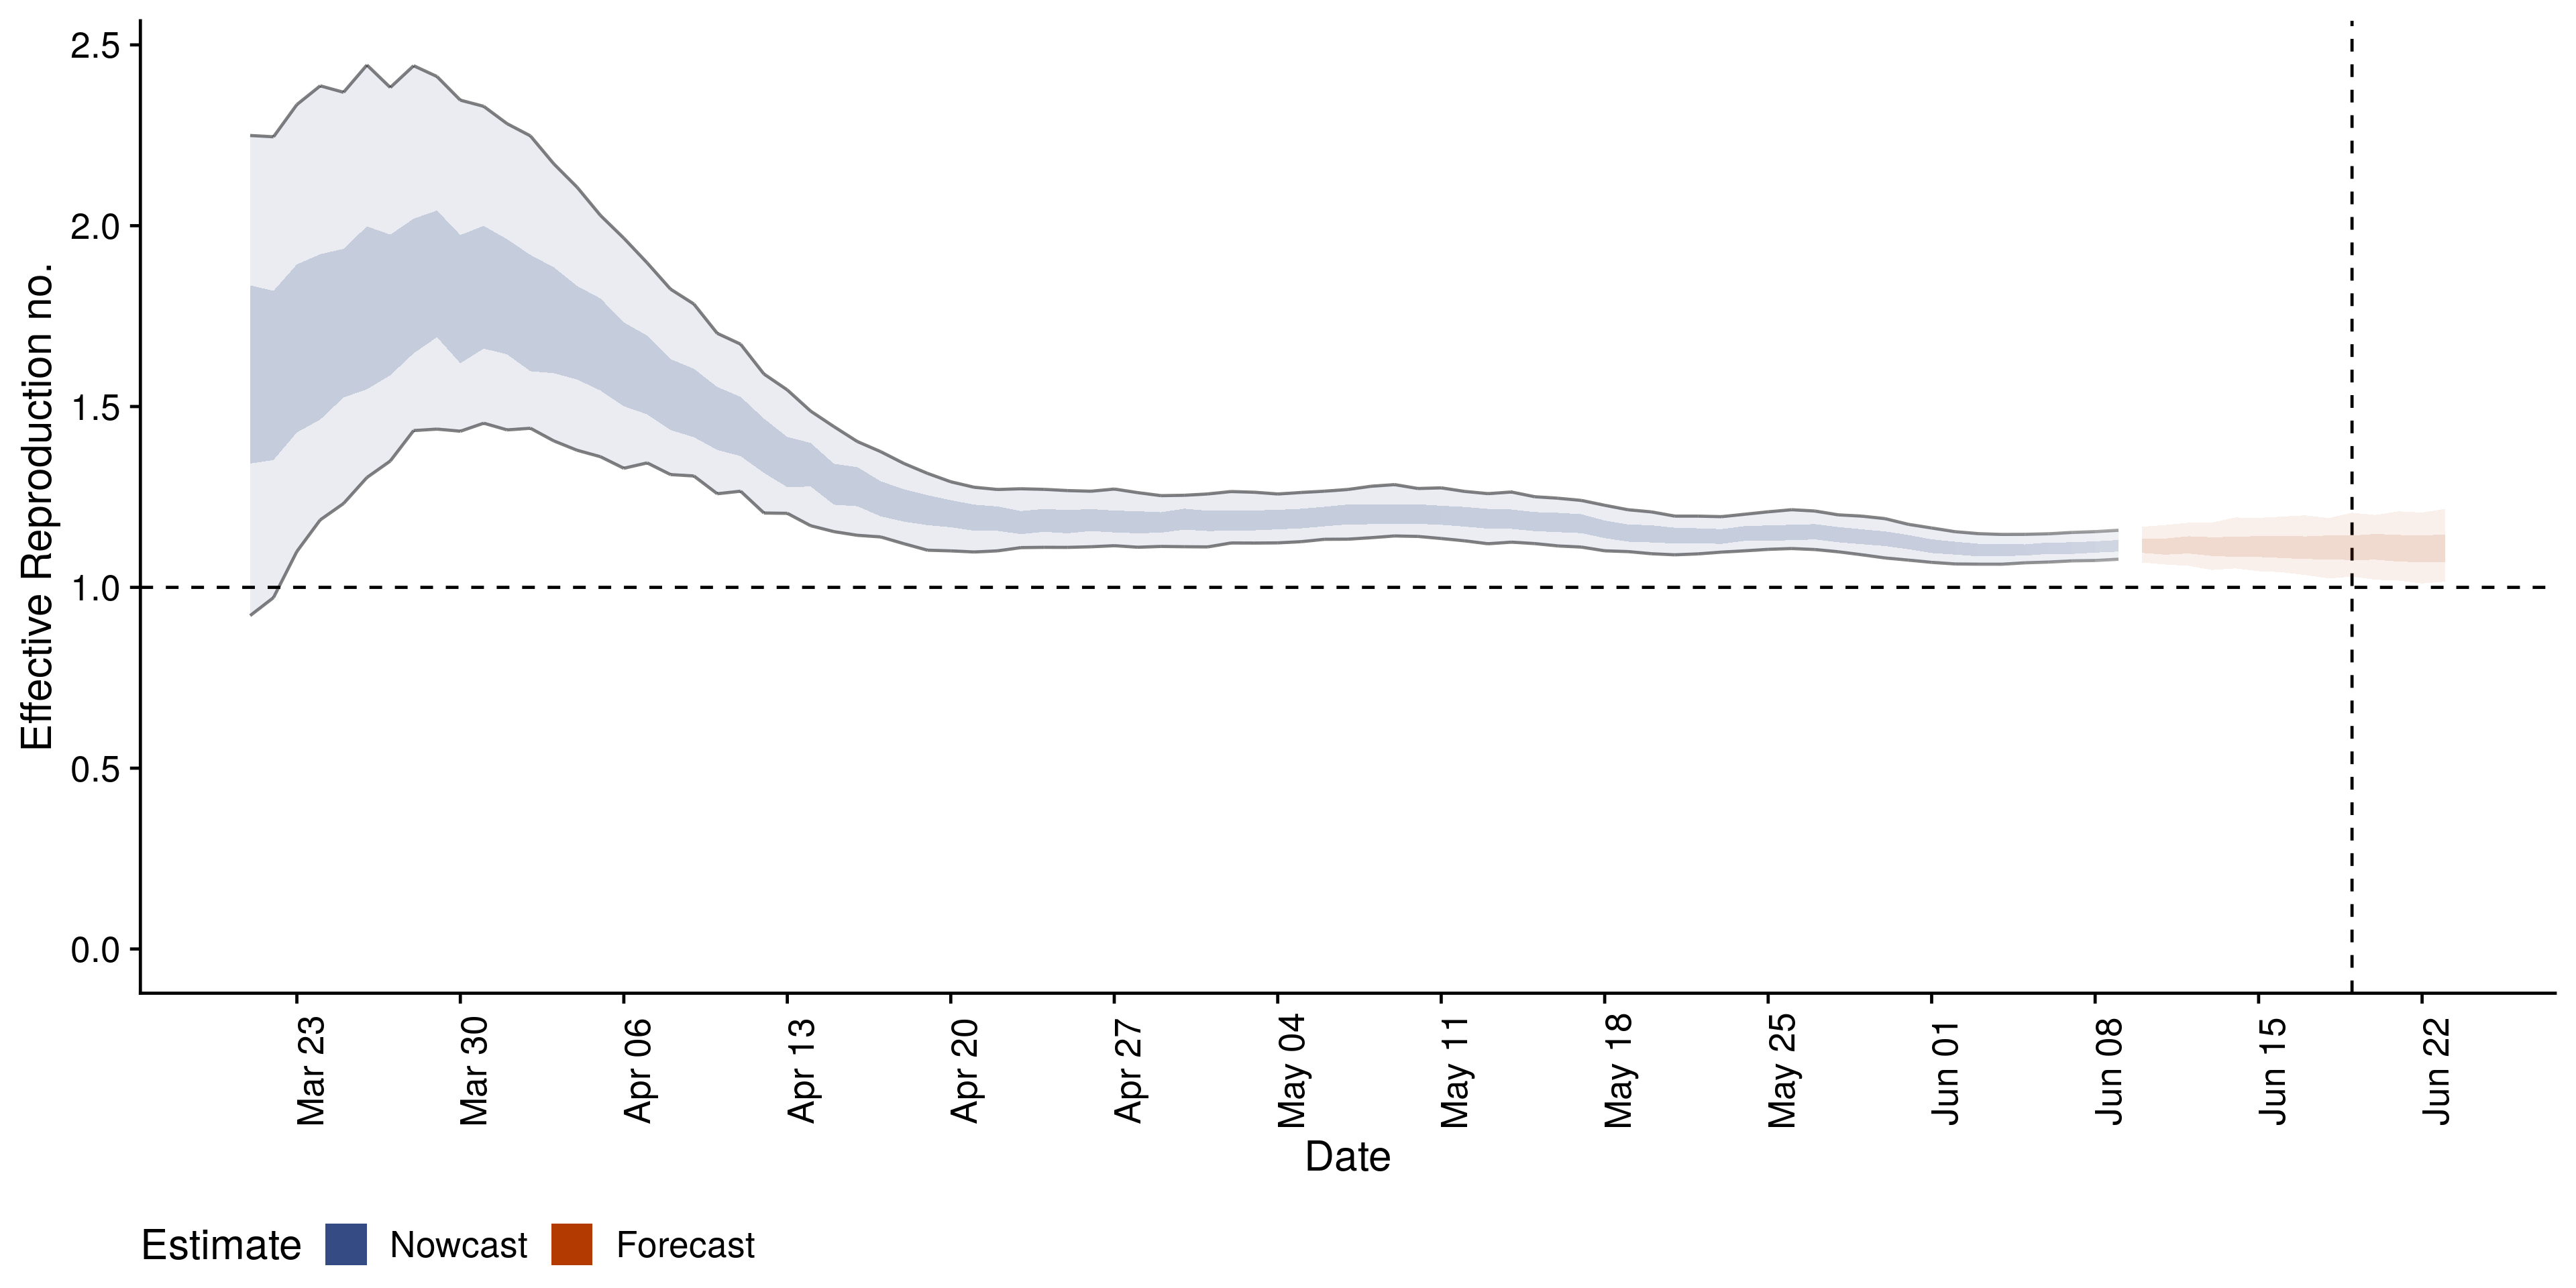 Effective Reproduction no.
2.5
2.0
1.5
1.0
0.5
0.0
Mar 23
Mar 30
Apr 06
Apr 13
Apr 20
Apr 27
May 04
May 11
May 18
May 25
Jun 01
Jun 08
Jun 15
Jun 22
Date
Estimate Nowcast Forecast